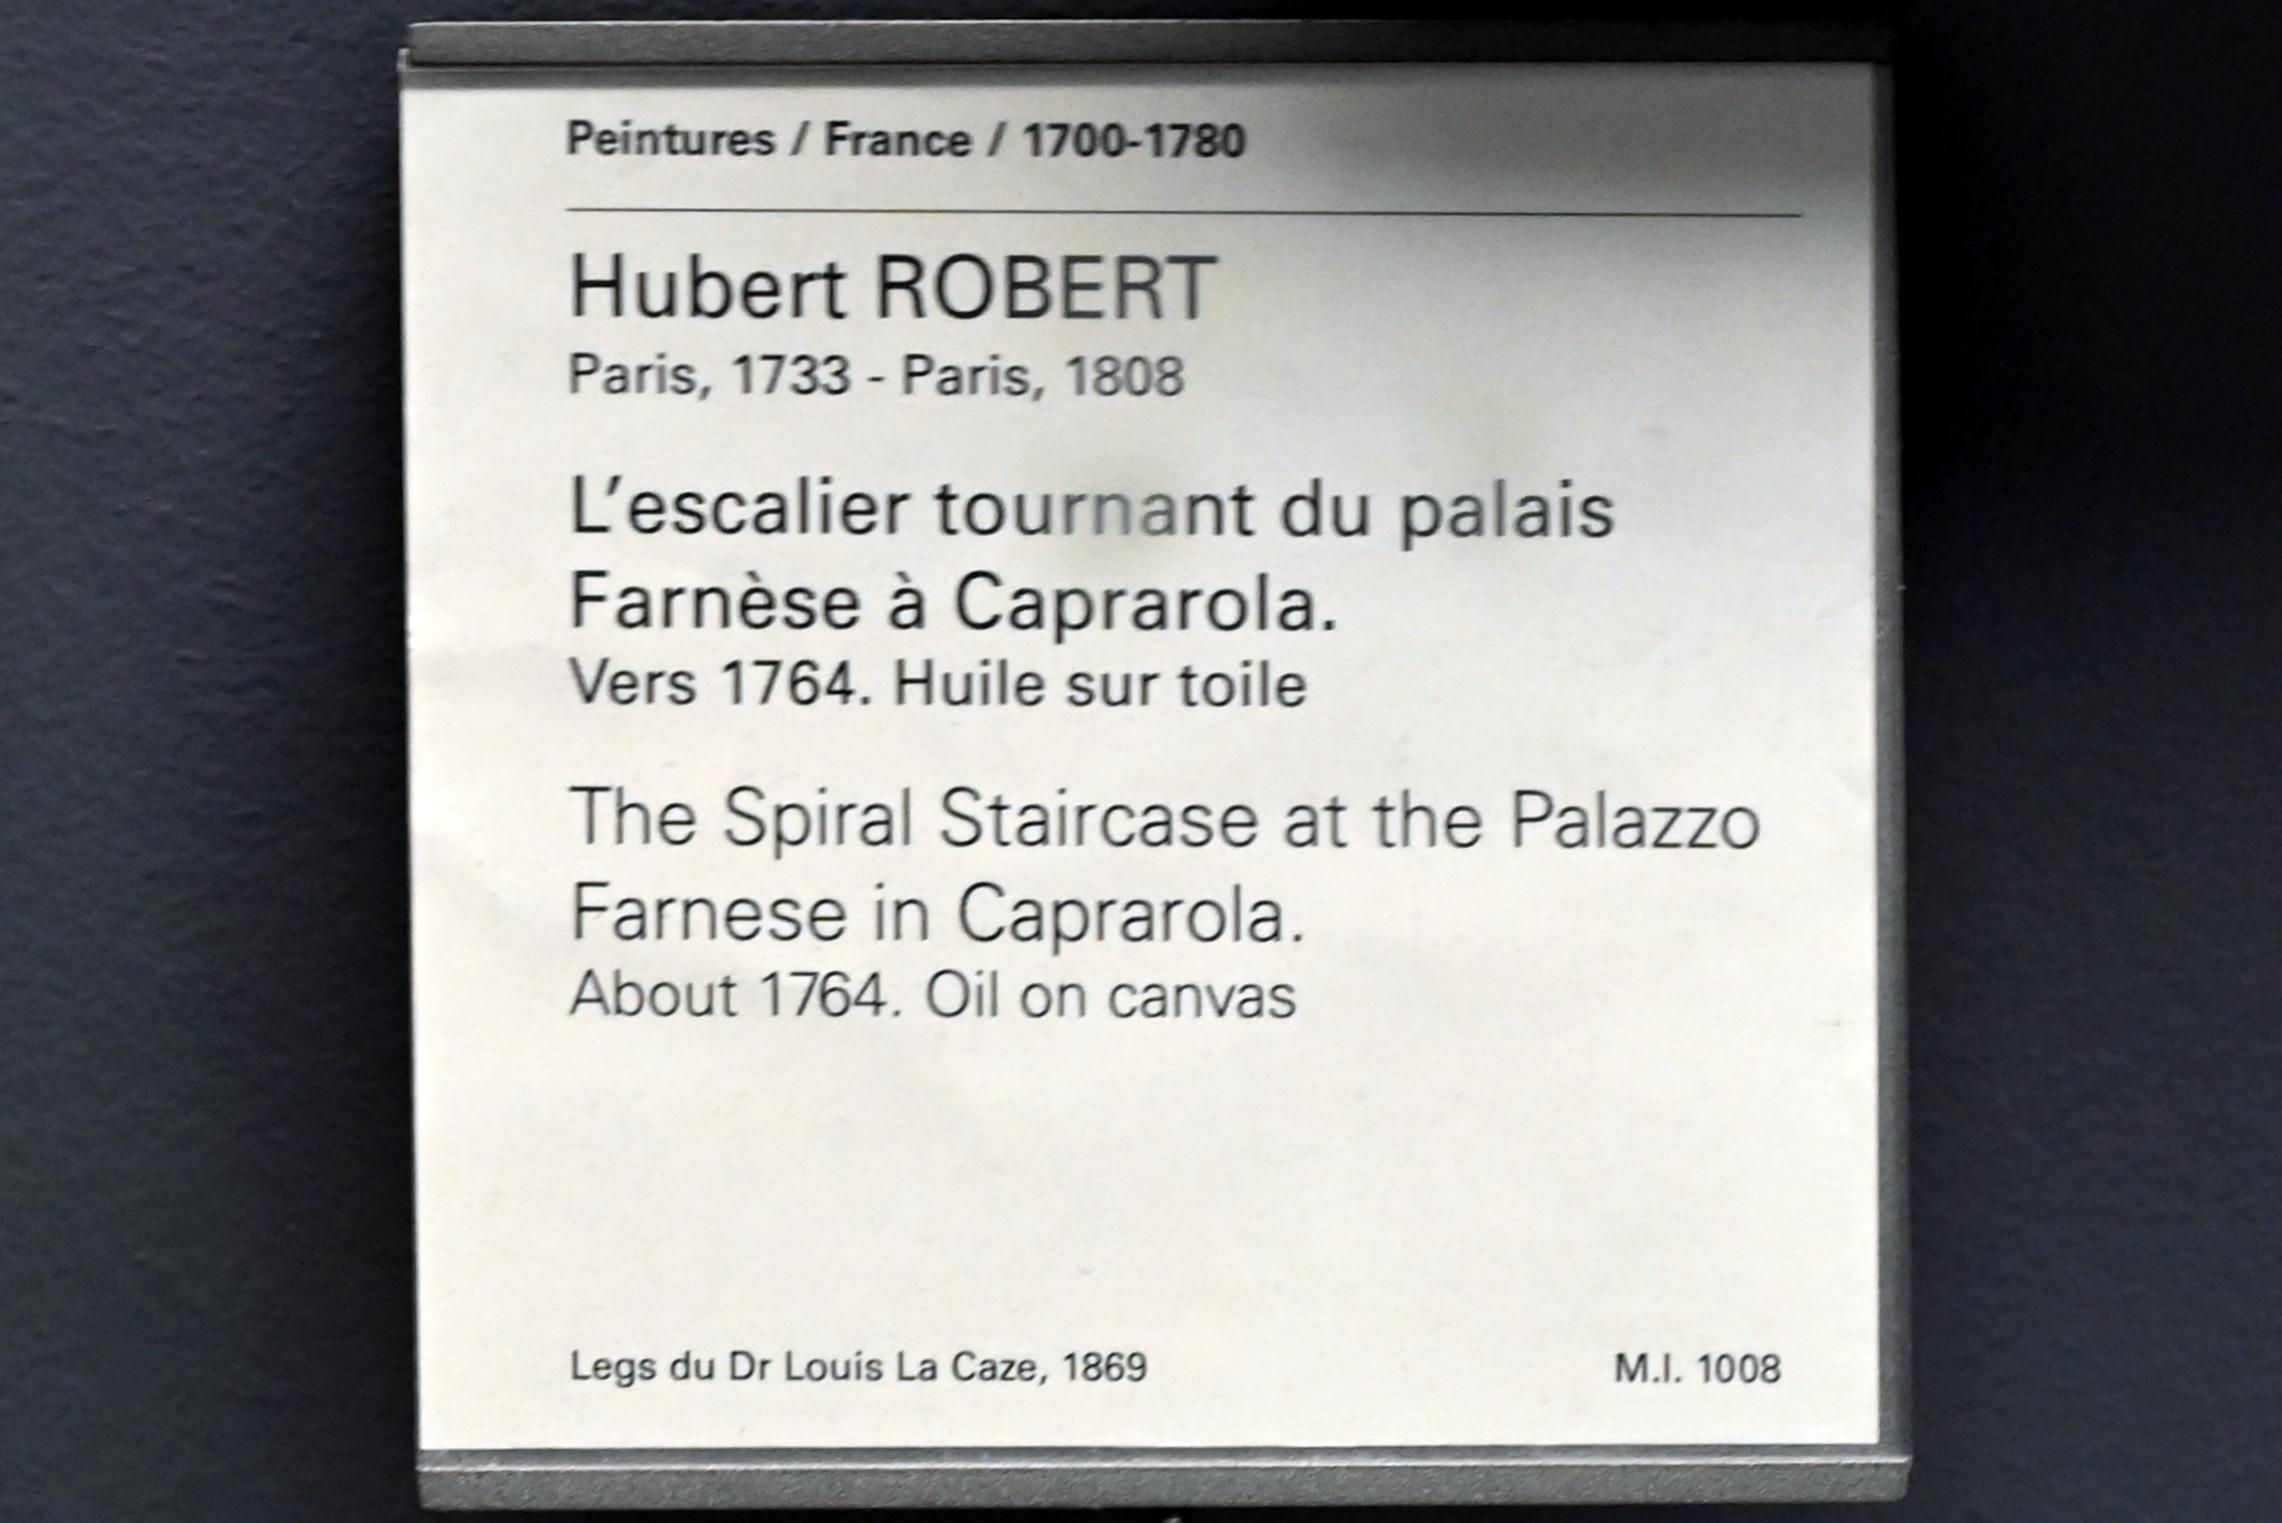 Peintures / France / 1700-1780
Hubert ROBERT
Paris, 1733 - Paris, 1808
L'escalier tournant du palais
Farnèse à Caprarola.
Vers 1764. Huile sur toile
The Spiral Staircase at the Palazzo
Farnese in Caprarola.
About 1764. Oil on canvas
Legs du Dr Louis La Caze, 1869
M.I. 1008